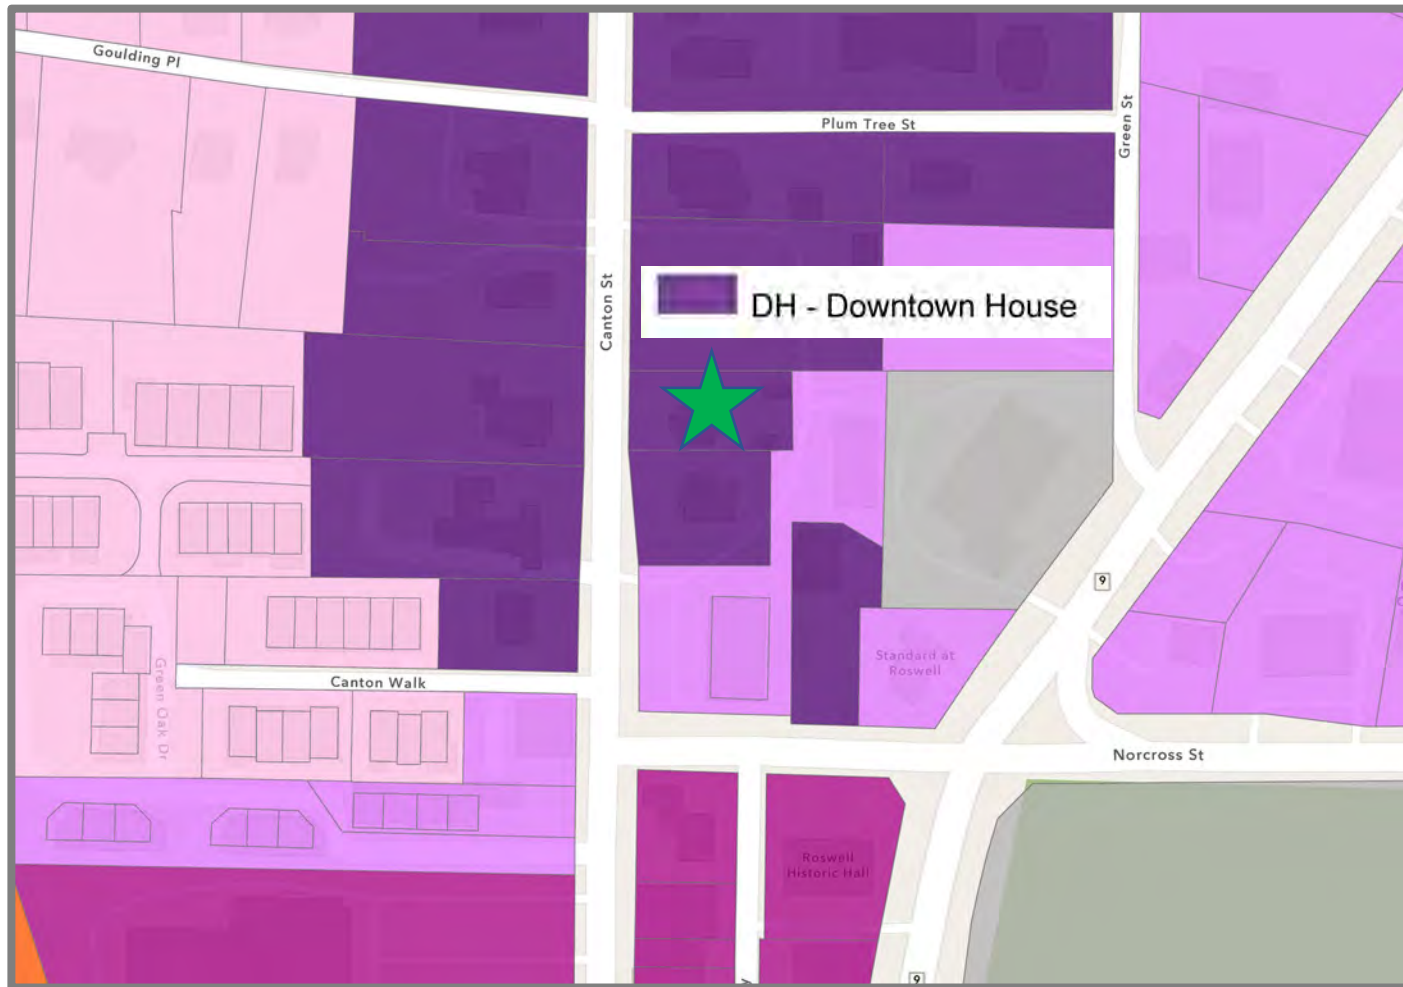 Goulding Pl
Plum Tree St
Green St
Canton St
DH - Downtown House
9
Standard at
Roswell
Canton Walk
Green Oak Dr
Norcross St
Roswell
Historic Hall
9